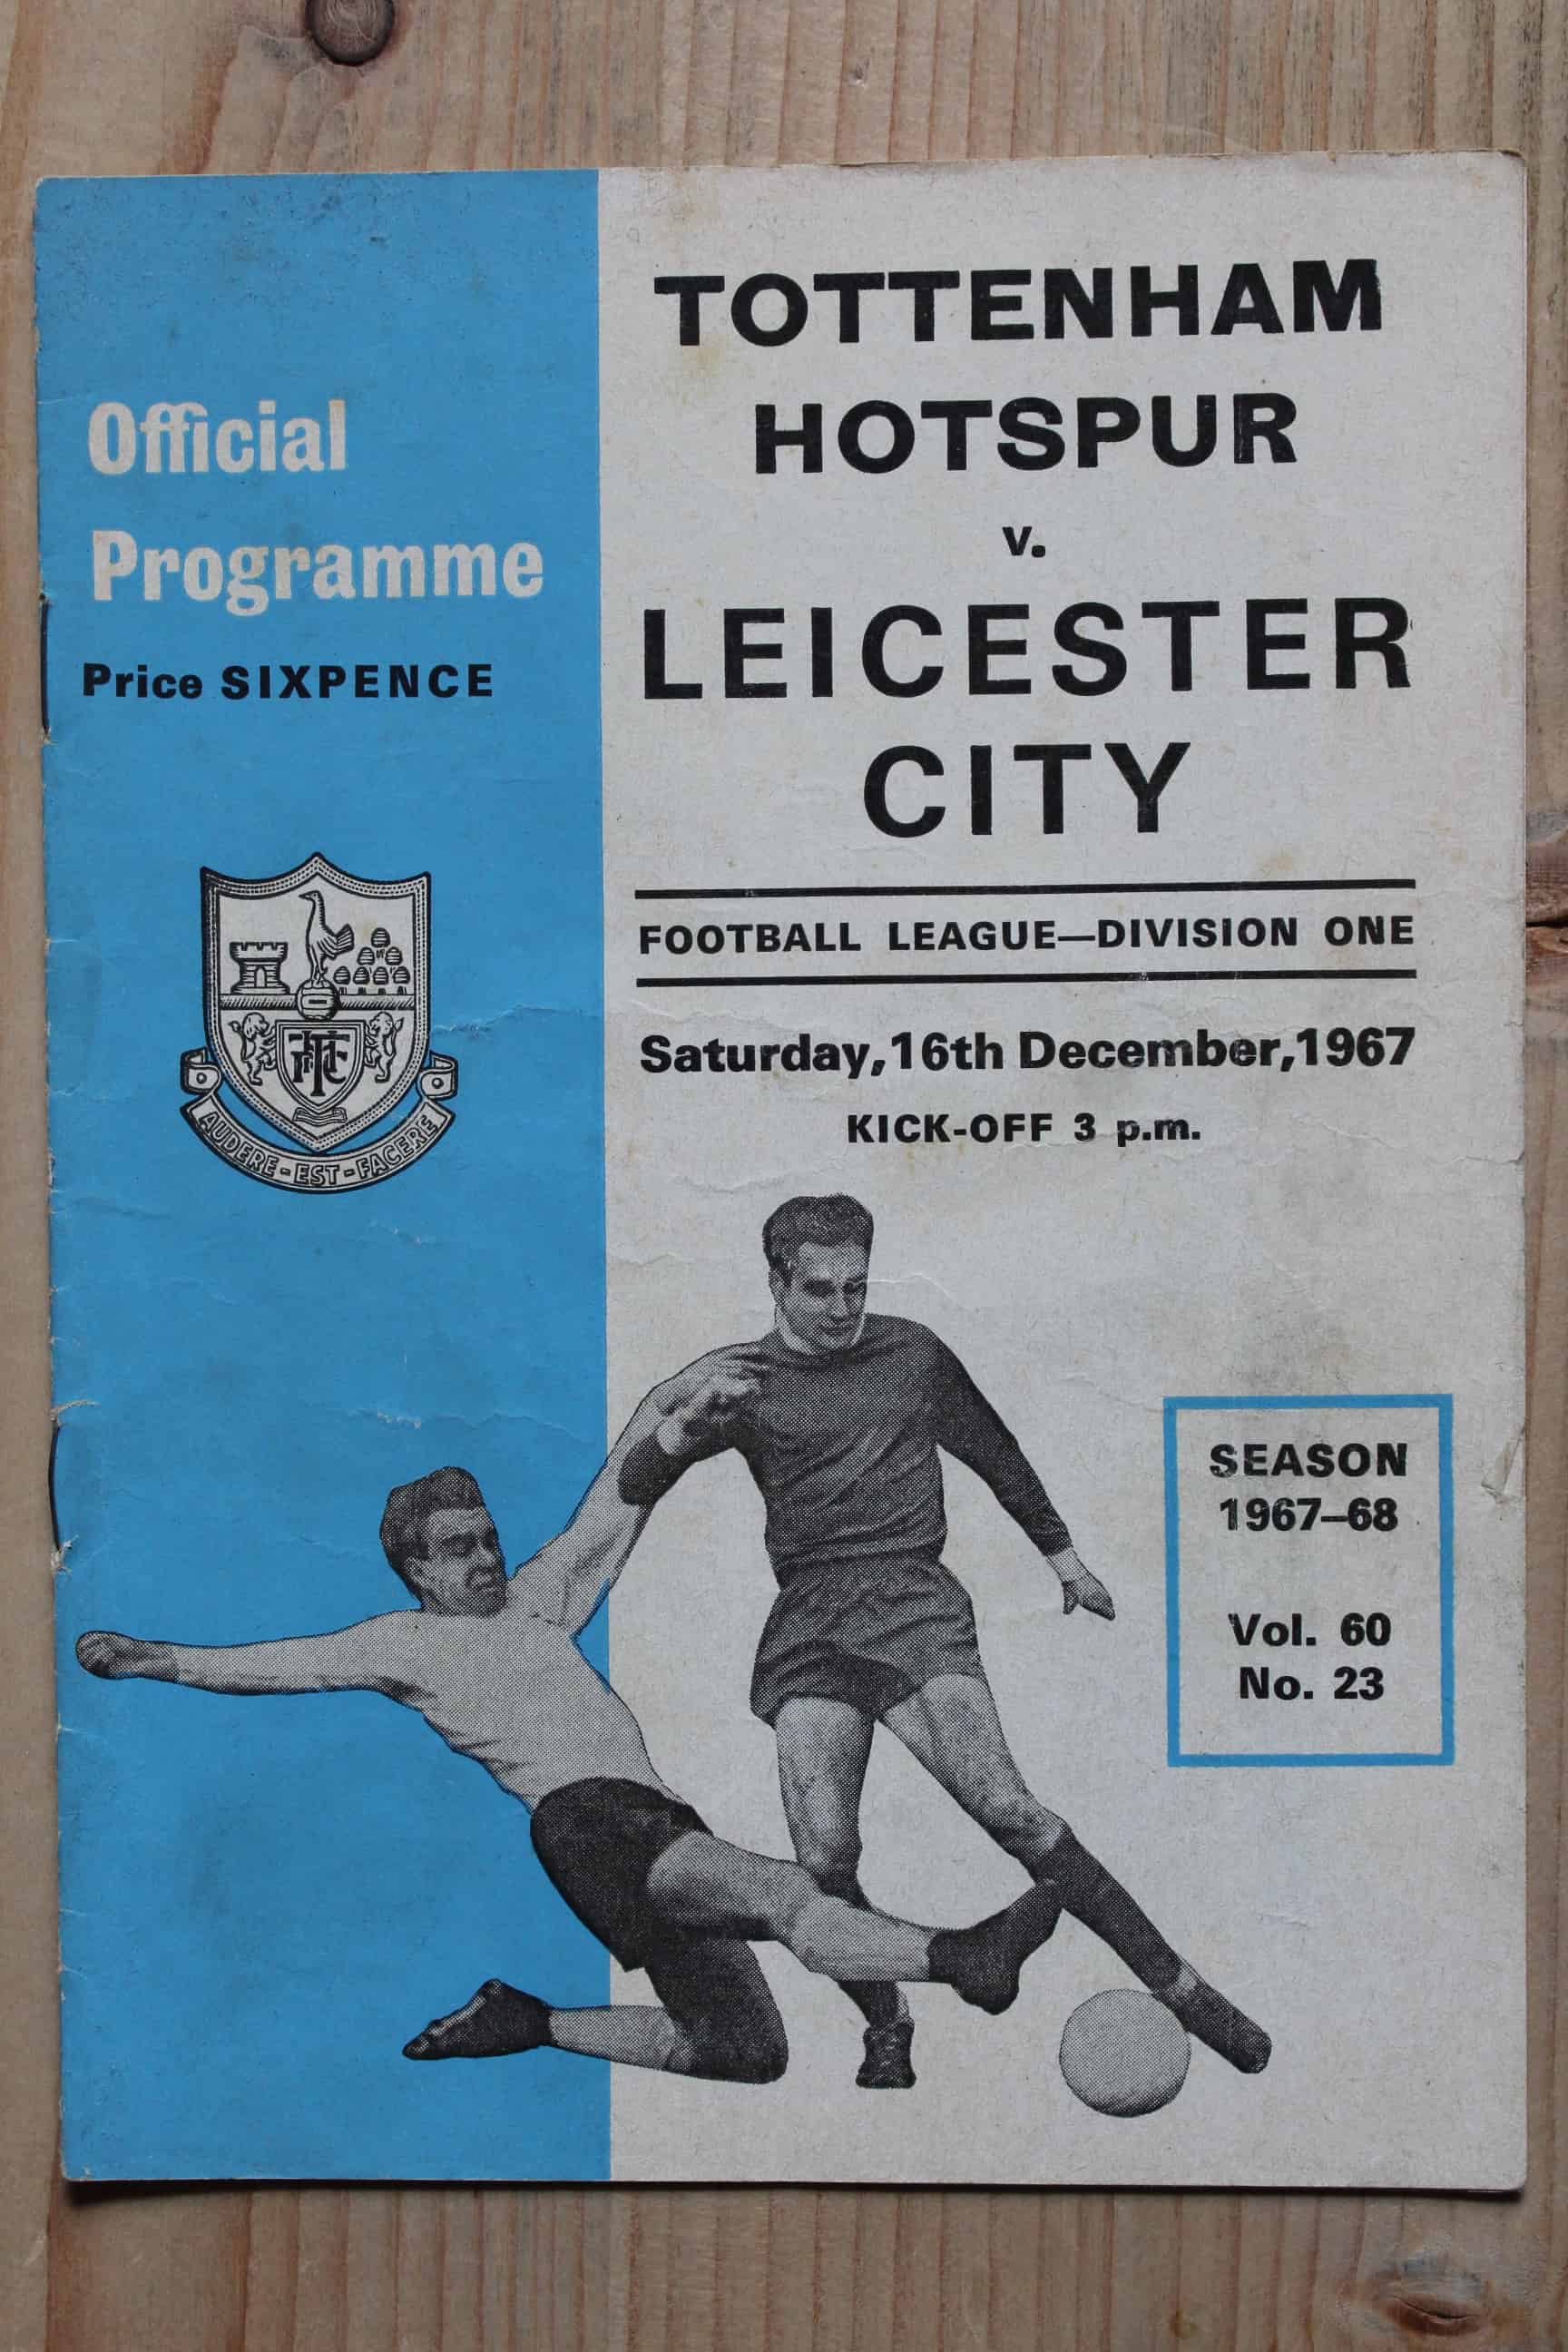 Official
Programme
Price SIXPENCE
AUDERE-EST-FACERE
TOTTENHAM
HOTSPUR
v.
LEICESTER
CITY
FOOTBALL LEAGUE—DIVISION ONE
Saturday, 16th December, 1967
KICK-OFF 3 p.m.
SEASON
1967–68
Vol. 60
No. 23